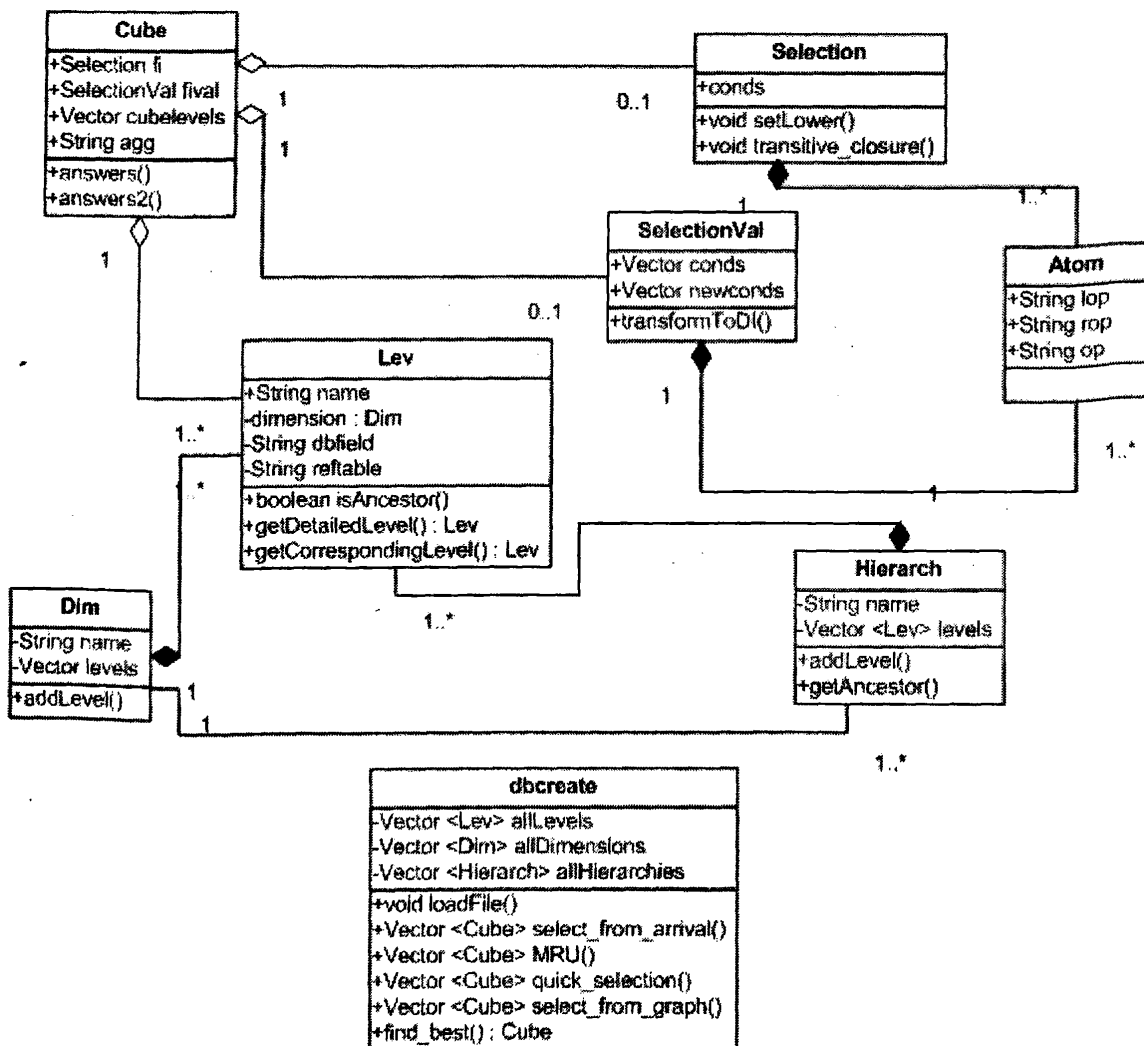 Cube
+Selection fi
+SelectionVal fival
+Vector cubelevels
+String agg
+answers()
+answers2()
1
1
1
0..1
Selection
+conds
+void setLower()
+void transitive_closure()
1
1..*
SelectionVal
+Vector conds
+Vector newconds
+transformToDl()
0..1
1
Atom
+String lop
+String rop
+String op
1..*
1
Lev
+String name
-dimension : Dim
-String dbfield
-String reftable
+boolean isAncestor()
+getDetailedLevel() : Lev
+getCorrespondingLevel() : Lev
1..*
1..*
1..*
Dim
-String name
-Vector levels
+addLevel()
1
1
Hierarch
-String name
-Vector <Lev> levels
+addLevel()
+getAncestor()
1..*
dbcreate
-Vector <Lev> allLevels
-Vector <Dim> allDimensions
-Vector <Hierarch> allHierarchies
+void loadFile()
+Vector <Cube> select_from_arrival()
+Vector <Cube> MRU()
+Vector <Cube> quick_selection()
+Vector <Cube> select_from_graph()
+find_best() : Cube